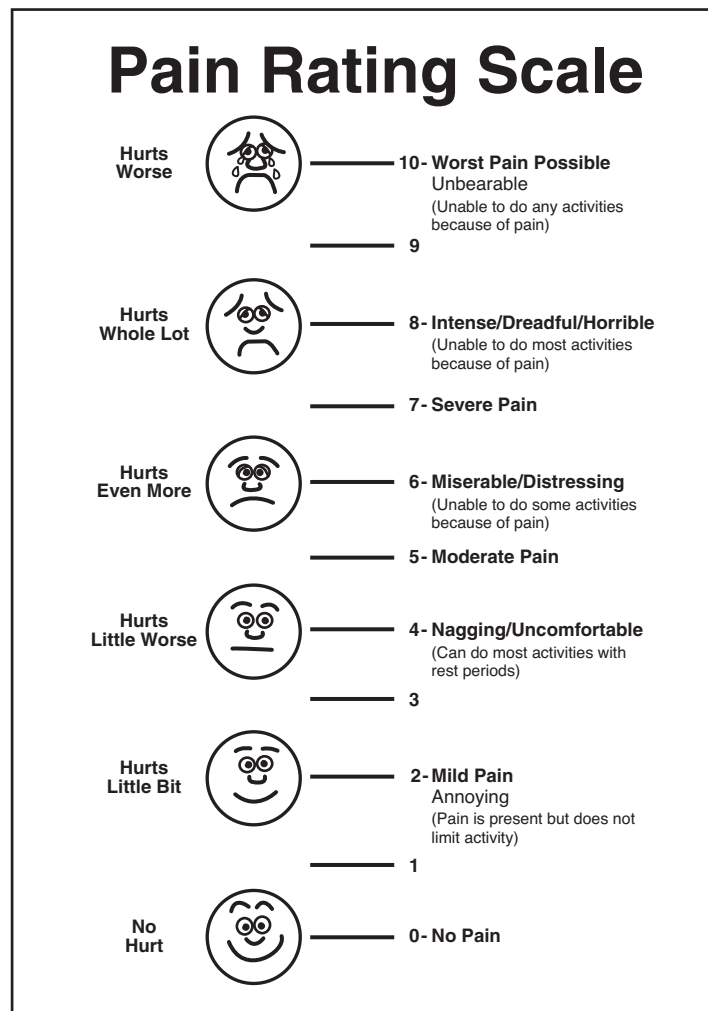 Pain Rating Scale
Hurts
Worse
10- Worst Pain Possible
Unbearable
(Unable to do any activities
because of pain)
9
Hurts
Whole Lot
8- Intense/Dreadful/Horrible
(Unable to do most activities
because of pain)
7- Severe Pain
Hurts
Even More
6- Miserable/Distressing
(Unable to do some activities
because of pain)
5- Moderate Pain
Hurts
Little Worse
4- Nagging/Uncomfortable
(Can do most activities with
rest periods)
3
Hurts
Little Bit
2- Mild Pain
Annoying
(Pain is present but does not
limit activity)
1
No
Hurt
0- No Pain